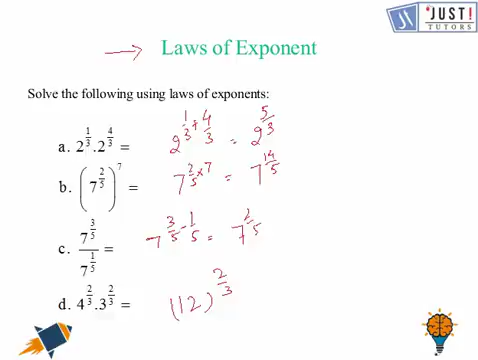 JUST!
TUTORS
Laws of Exponent
Solve the following using laws of exponents:
a. 2^(1/3) . 2^(4/3) = 2^(1/3 + 4/3) = 2^(5/3)
b. (7^(2/5))^7 = 7^(2/5 × 7) = 7^(14/5)
c. 7^(3/5) / 7^(1/5) = 7^(3/5 - 1/5) = 7^(2/5)
d. 4^(2/3) . 3^(2/3) = (12)^(2/3)